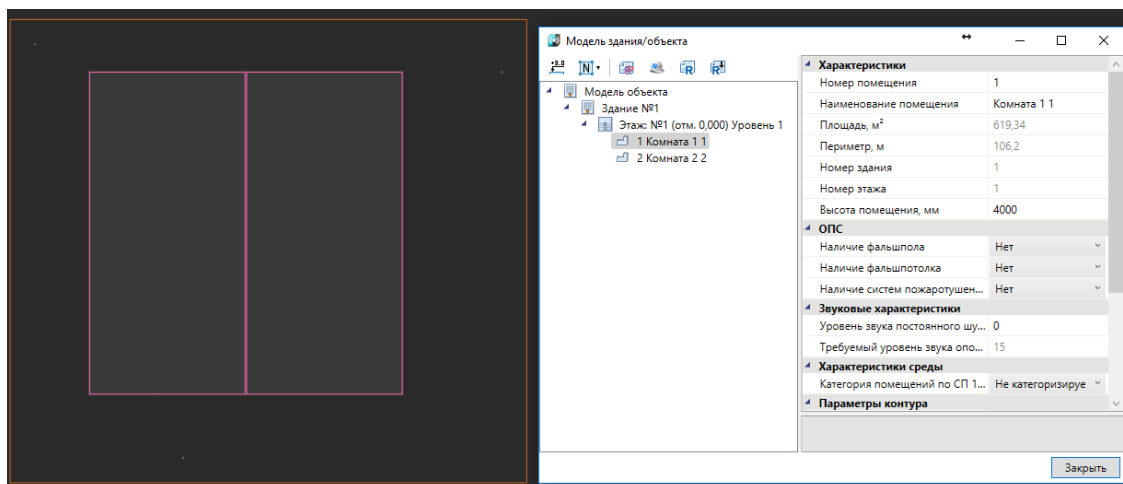 Модель здания/объекта
Модель объекта
Здание №1
Этаж: №1 (отм. 0,000) Уровень 1
1 Комната 1 1
2 Комната 2 2
Характеристики
Номер помещения 1
Наименование помещения Комната 1 1
Площадь, м² 619,34
Периметр, м 106,2
Номер здания 1
Номер этажа 1
Высота помещения, мм 4000
ОПС
Наличие фальшпола Нет
Наличие фальшпотолка Нет
Наличие систем пожаротушен... Нет
Звуковые характеристики
Уровень звука постоянного шу... 0
Требуемый уровень звука опо... 15
Характеристики среды
Категория помещений по СП 1... Не категоризируе
Параметры контура
Закрыть